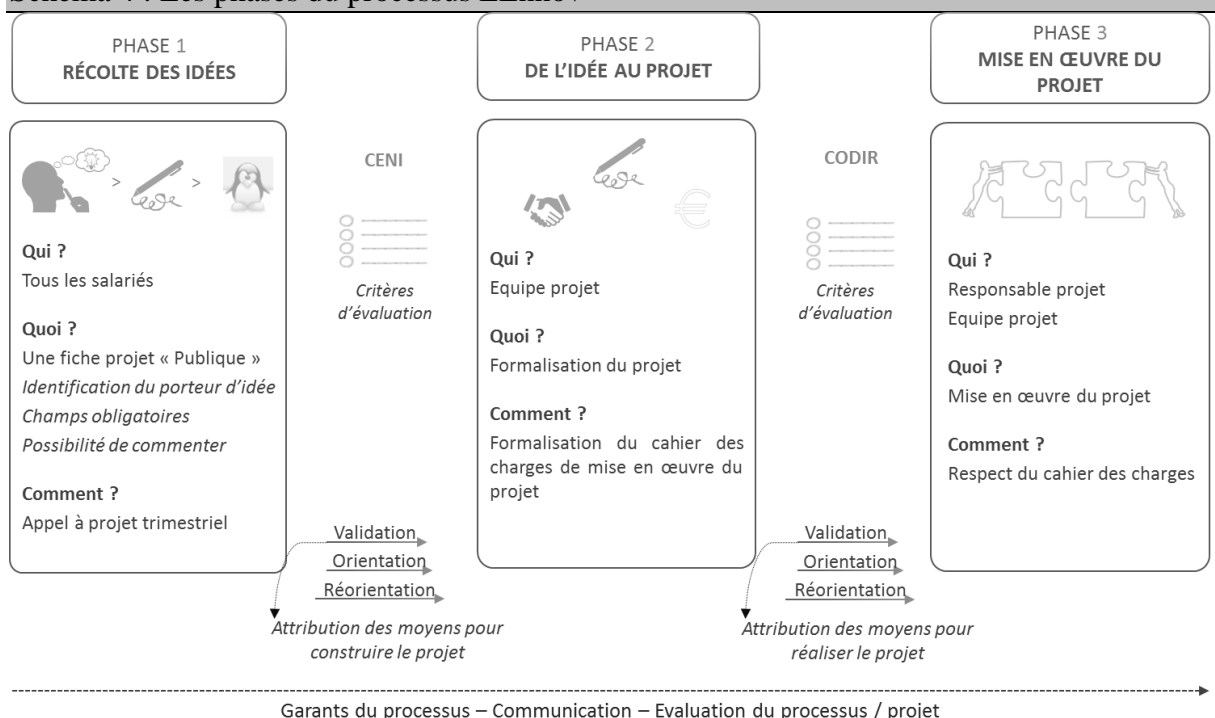 PHASE 1
RÉCOLTE DES IDÉES
PHASE 2
DE L'IDÉE AU PROJET
PHASE 3
MISE EN ŒUVRE DU
PROJET
>
>
Qui ?
Tous les salariés
Quoi ?
Une fiche projet « Publique »
Identification du porteur d'idée
Champs obligatoires
Possibilité de commenter
Comment ?
Appel à projet trimestriel
CENI
Critères
d'évaluation
Validation
Orientation
Réorientation
Attribution des moyens pour
construire le projet
€
Qui ?
Equipe projet
Quoi ?
Formalisation du projet
Comment ?
Formalisation du cahier des
charges de mise en œuvre du
projet
CODIR
Critères
d'évaluation
Validation
Orientation
Réorientation
Attribution des moyens pour
réaliser le projet
Qui ?
Responsable projet
Equipe projet
Quoi ?
Mise en œuvre du projet
Comment ?
Respect du cahier des charges
Garants du processus – Communication – Evaluation du processus / projet